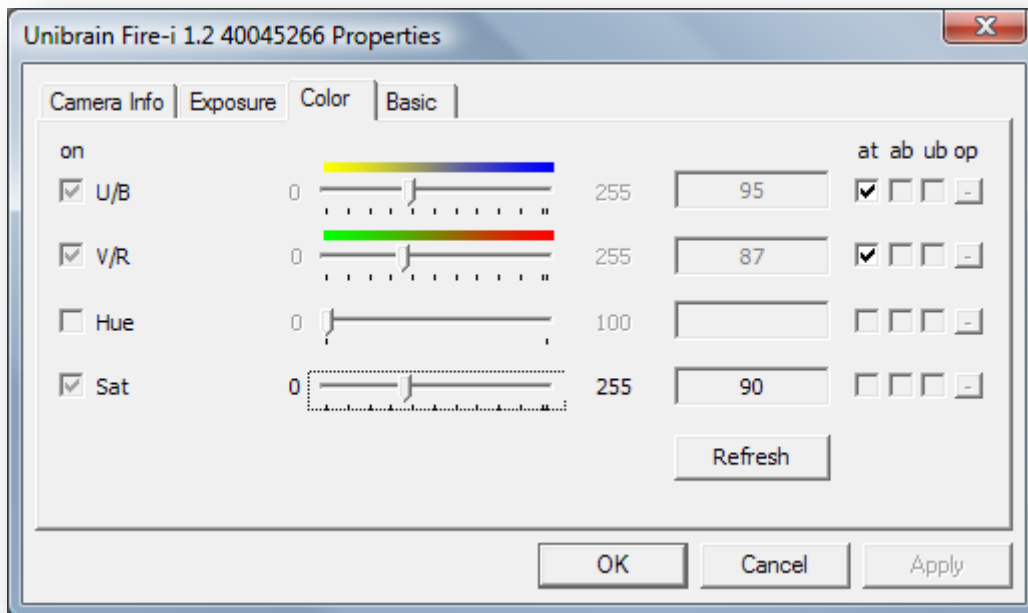 Unibrain Fire-i 1.2 40045266 Properties
Camera Info Exposure Color Basic
on at ab ub op
U/B 0 255 95 -
V/R 0 255 87 -
Hue 0 100 -
Sat 0 255 90 -
Refresh
OK Cancel Apply